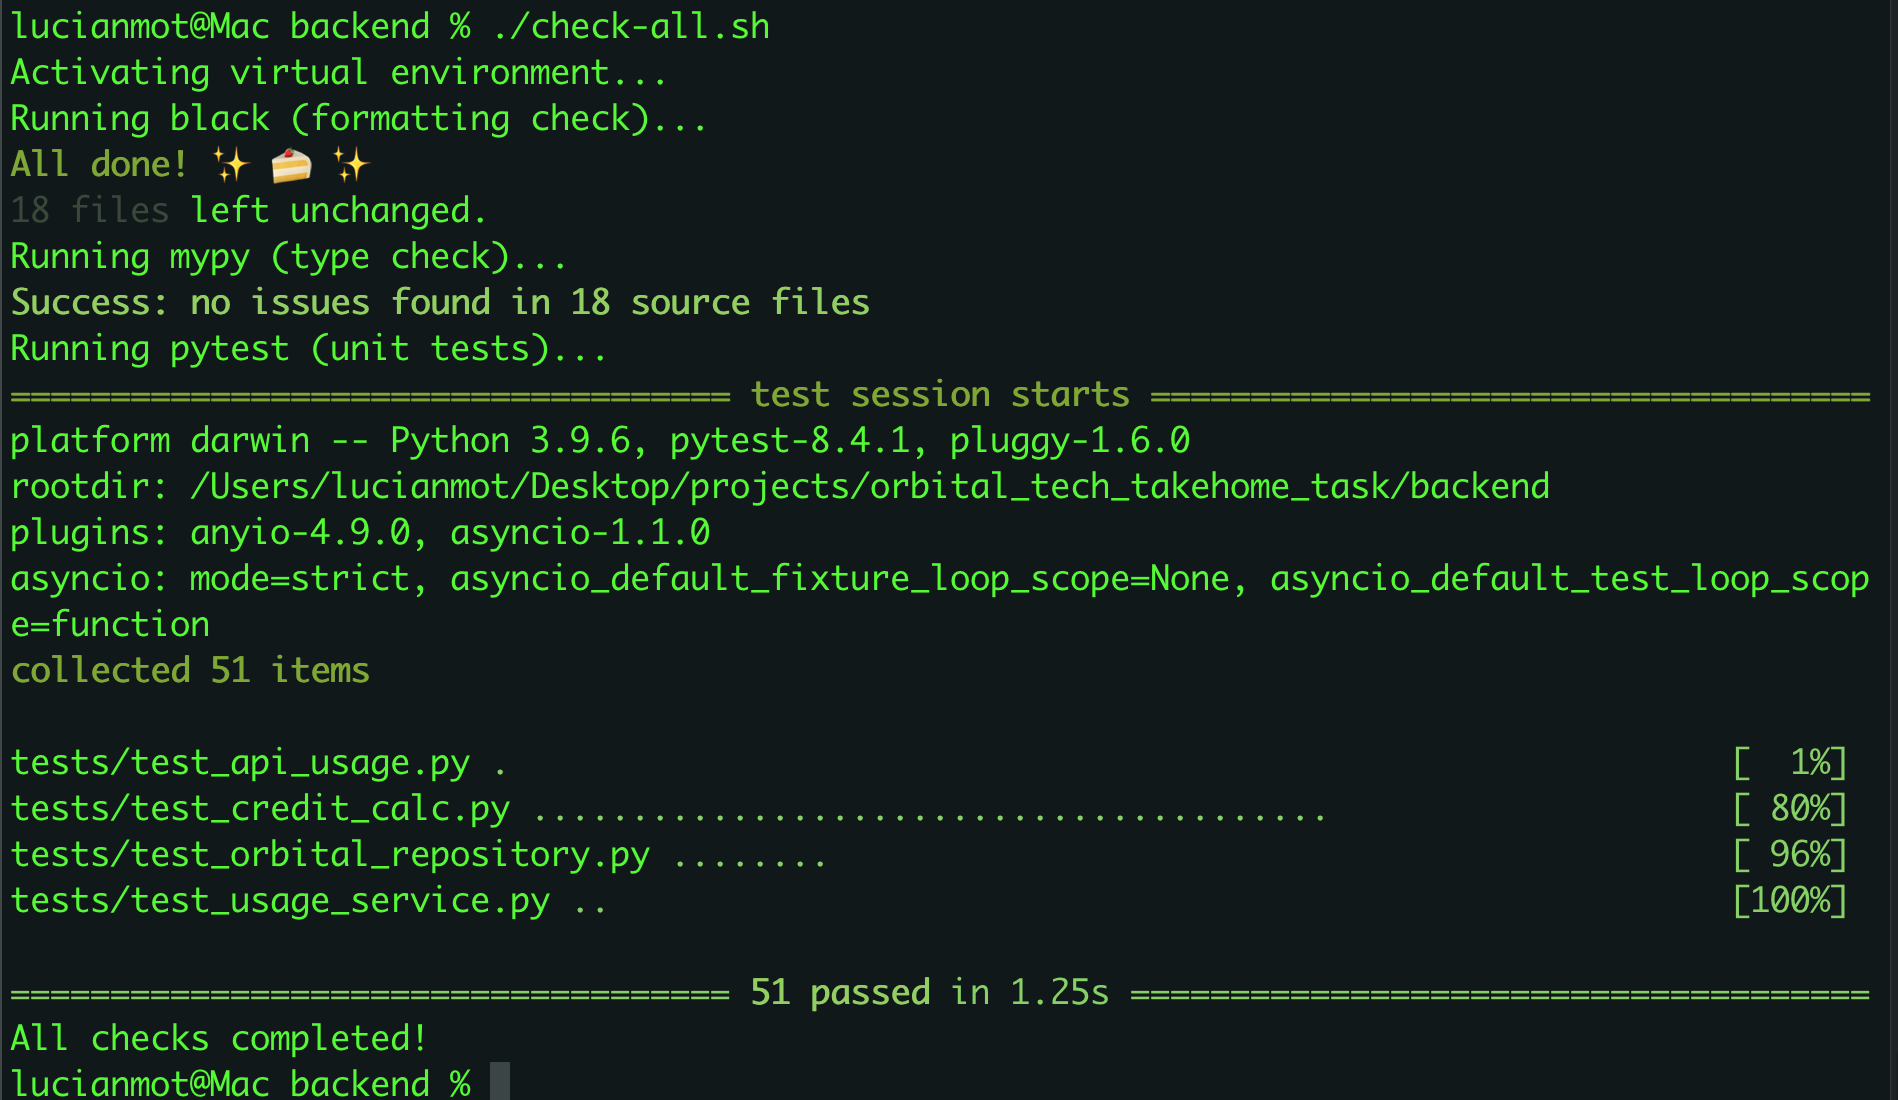 lucianmot@Mac backend % ./check-all.sh
Activating virtual environment...
Running black (formatting check)...
All done! ✨ 🍰 ✨
18 files left unchanged.
Running mypy (type check)...
Success: no issues found in 18 source files
Running pytest (unit tests)...
==================================== test session starts ====================================
platform darwin -- Python 3.9.6, pytest-8.4.1, pluggy-1.6.0
rootdir: /Users/lucianmot/Desktop/projects/orbital_tech_takehome_task/backend
plugins: anyio-4.9.0, asyncio-1.1.0
asyncio: mode=strict, asyncio_default_fixture_loop_scope=None, asyncio_default_test_loop_scop
e=function
collected 51 items
tests/test_api_usage.py . [  1%]
tests/test_credit_calc.py ........................................ [ 80%]
tests/test_orbital_repository.py ........ [ 96%]
tests/test_usage_service.py .. [100%]
==================================== 51 passed in 1.25s =====================================
All checks completed!
lucianmot@Mac backend %